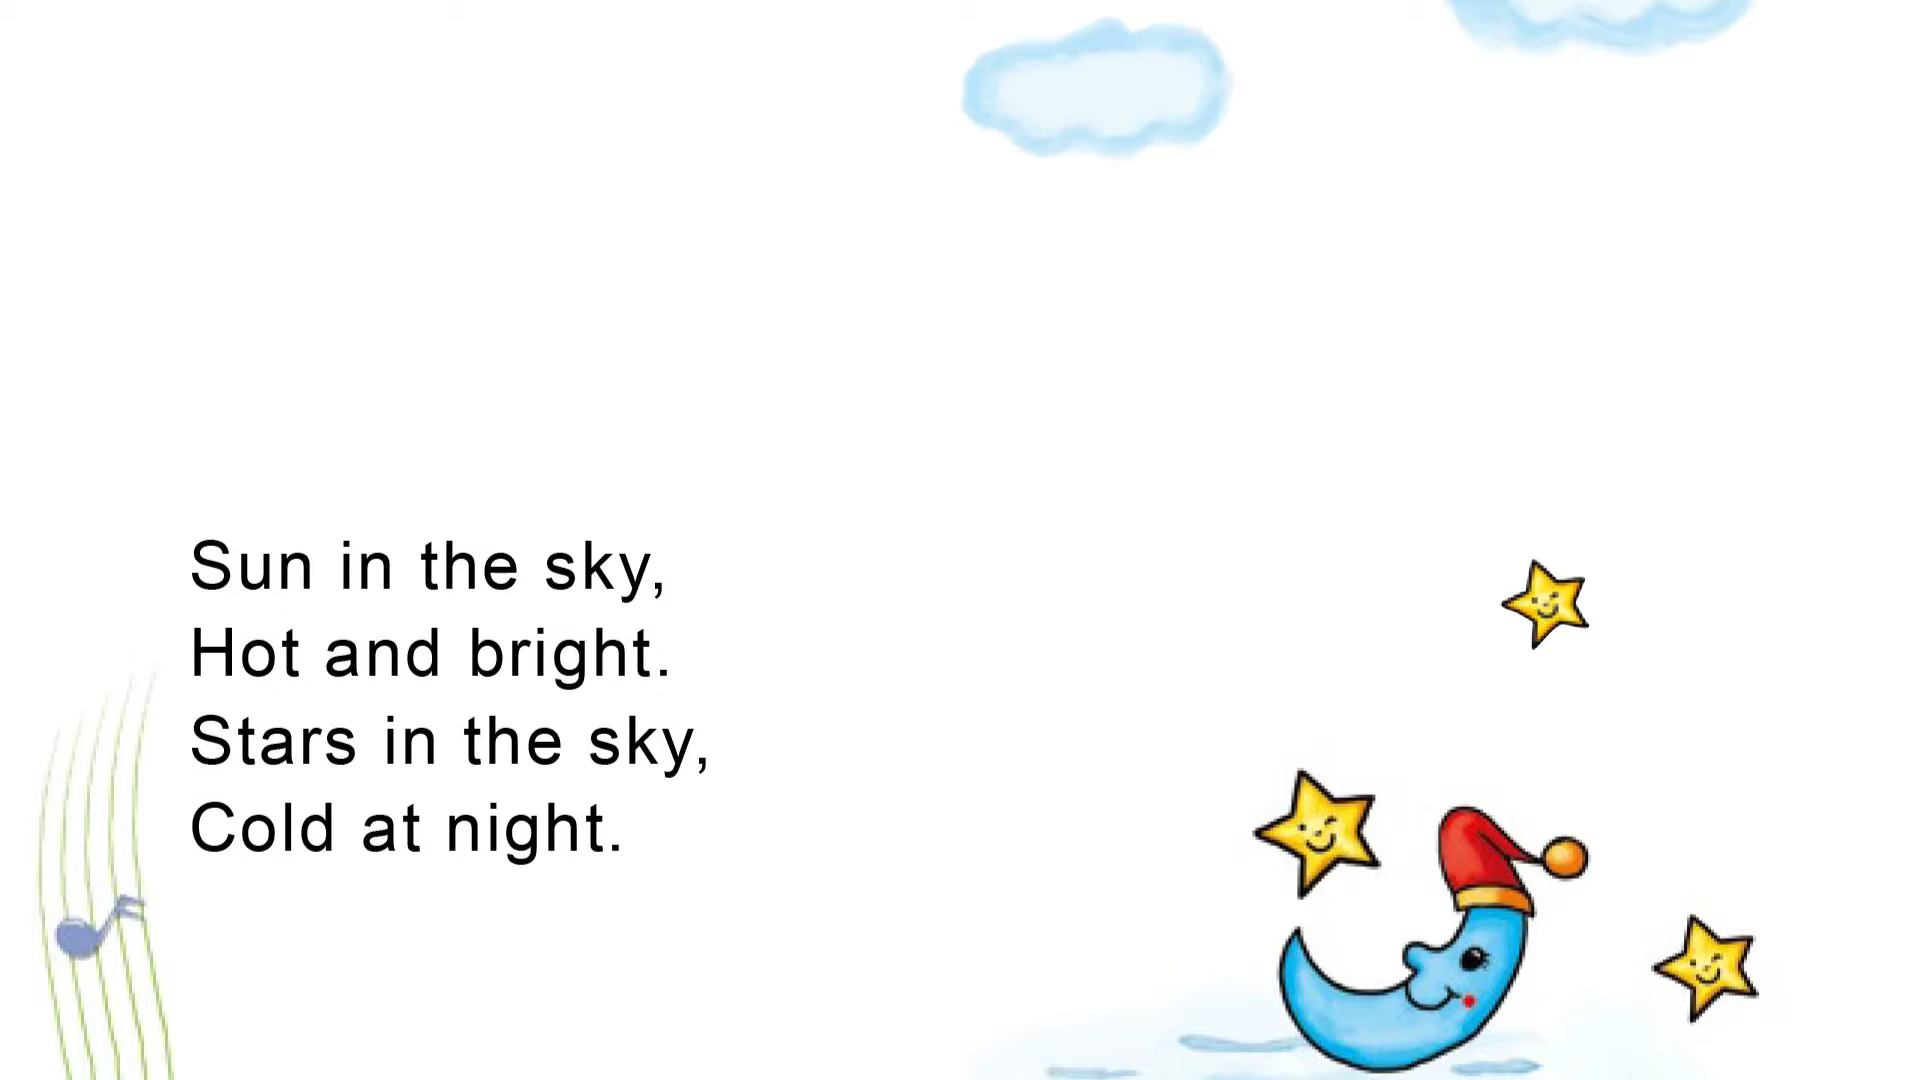 Sun in the sky,
Hot and bright.
Stars in the sky,
Cold at night.